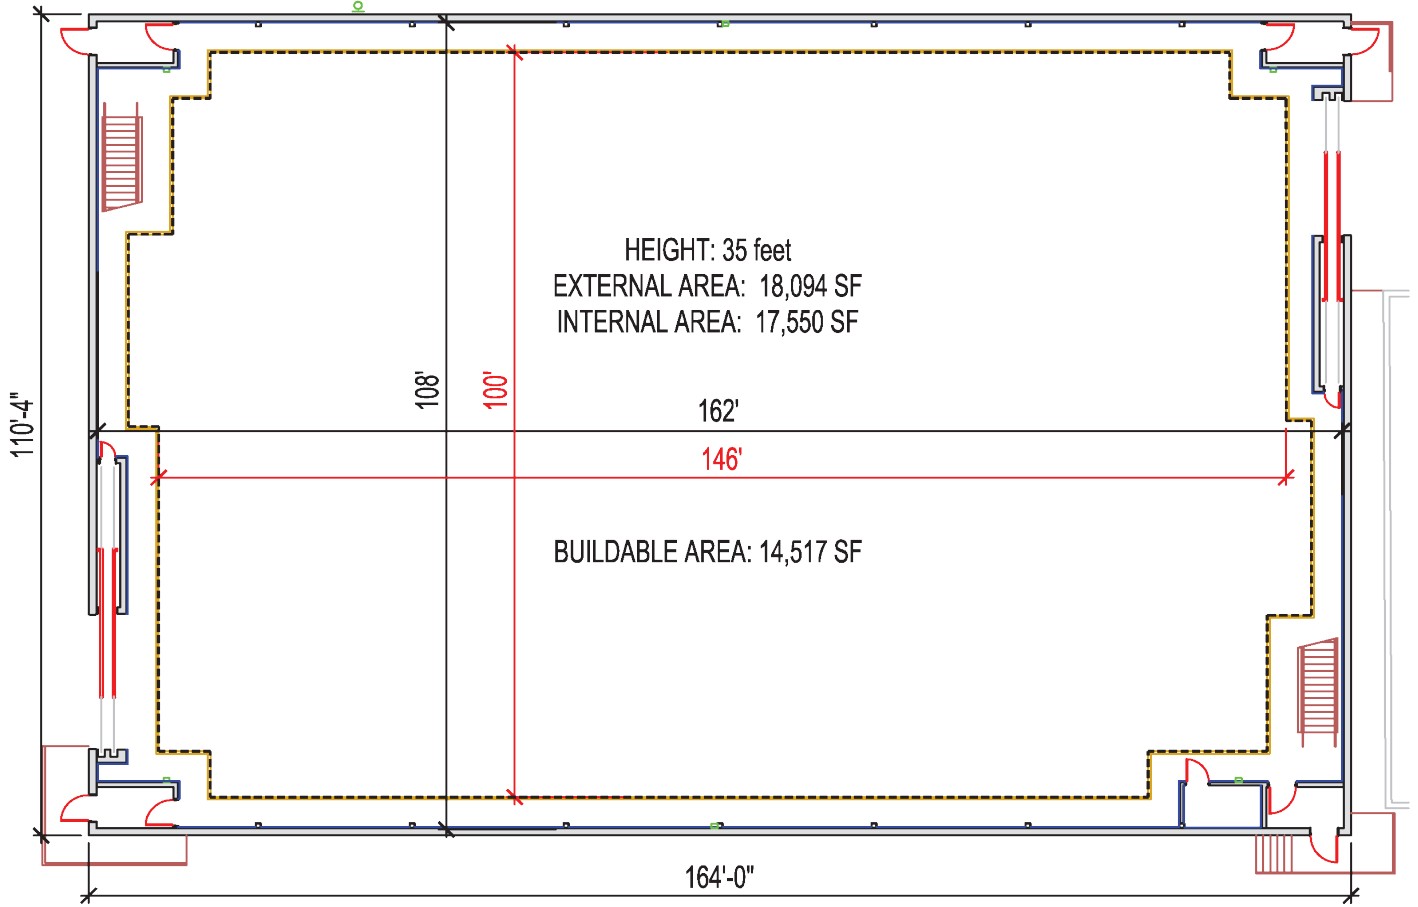 HEIGHT: 35 feet
EXTERNAL AREA: 18,094 SF
INTERNAL AREA: 17,550 SF
110'-4"
108'
100'
162'
146'
BUILDABLE AREA: 14,517 SF
164'-0"